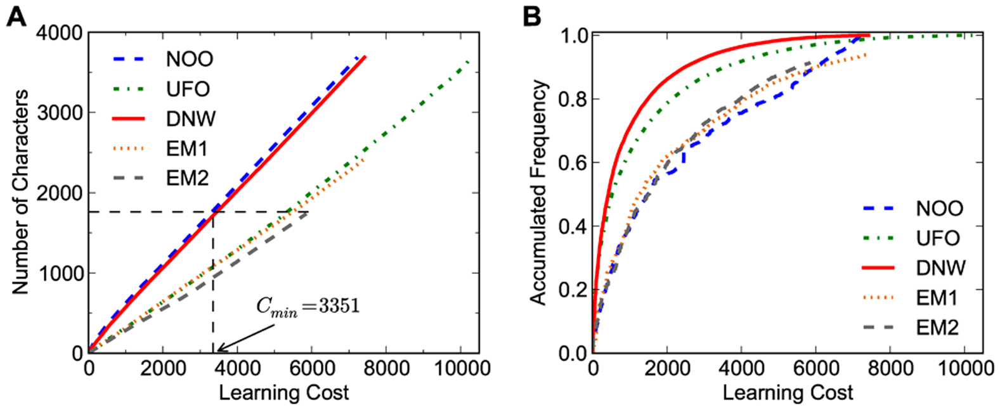 A
4000
3000
2000
1000
0
Number of Characters
NOO
UFO
DNW
EM1
EM2
Cmin=3351
0 2000 4000 6000 8000 10000
Learning Cost
B
1.0
0.8
0.6
0.4
0.2
0.0
Accumulated Frequency
NOO
UFO
DNW
EM1
EM2
0 2000 4000 6000 8000 10000
Learning Cost